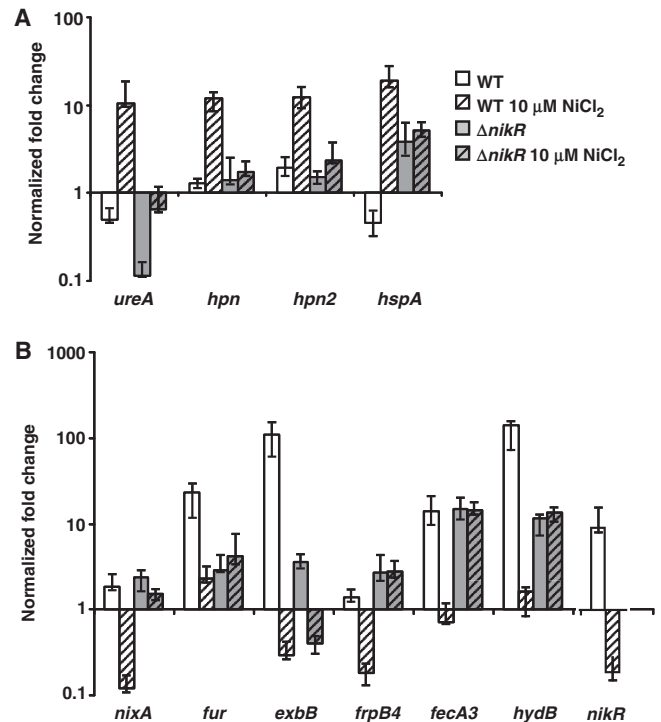 A
Normalized fold change
100
10
1
0.1
ureA hpn hpn2 hspA
WT
WT 10 μM NiCl₂
ΔnikR
ΔnikR 10 μM NiCl₂
B
Normalized fold change
1000
100
10
1
0.1
nixA fur exbB frpB4 fecA3 hydB nikR